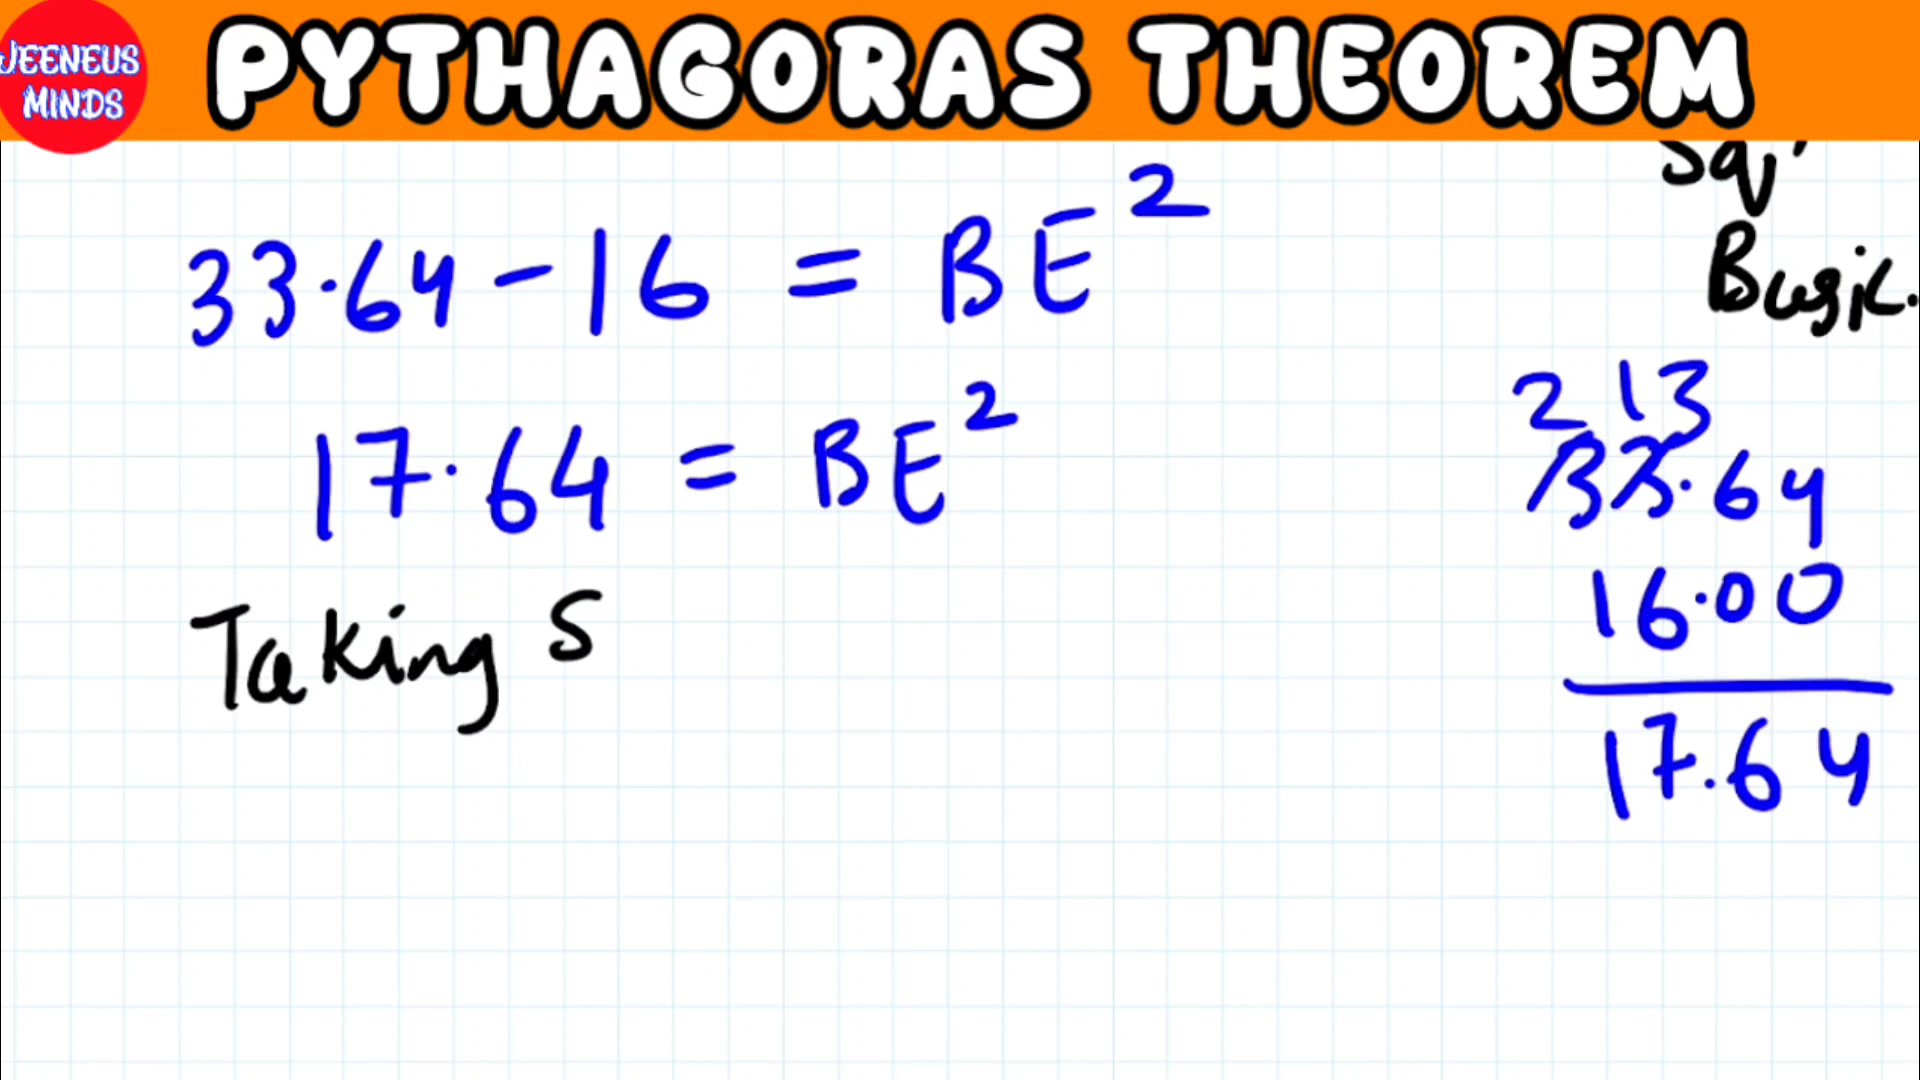 JEENEUS
MINDS
PYTHAGORAS THEOREM
Sq.
33.64 - 16 = BE²
17.64 = BE²
Taking S
2 13
33.64
16.00
17.64